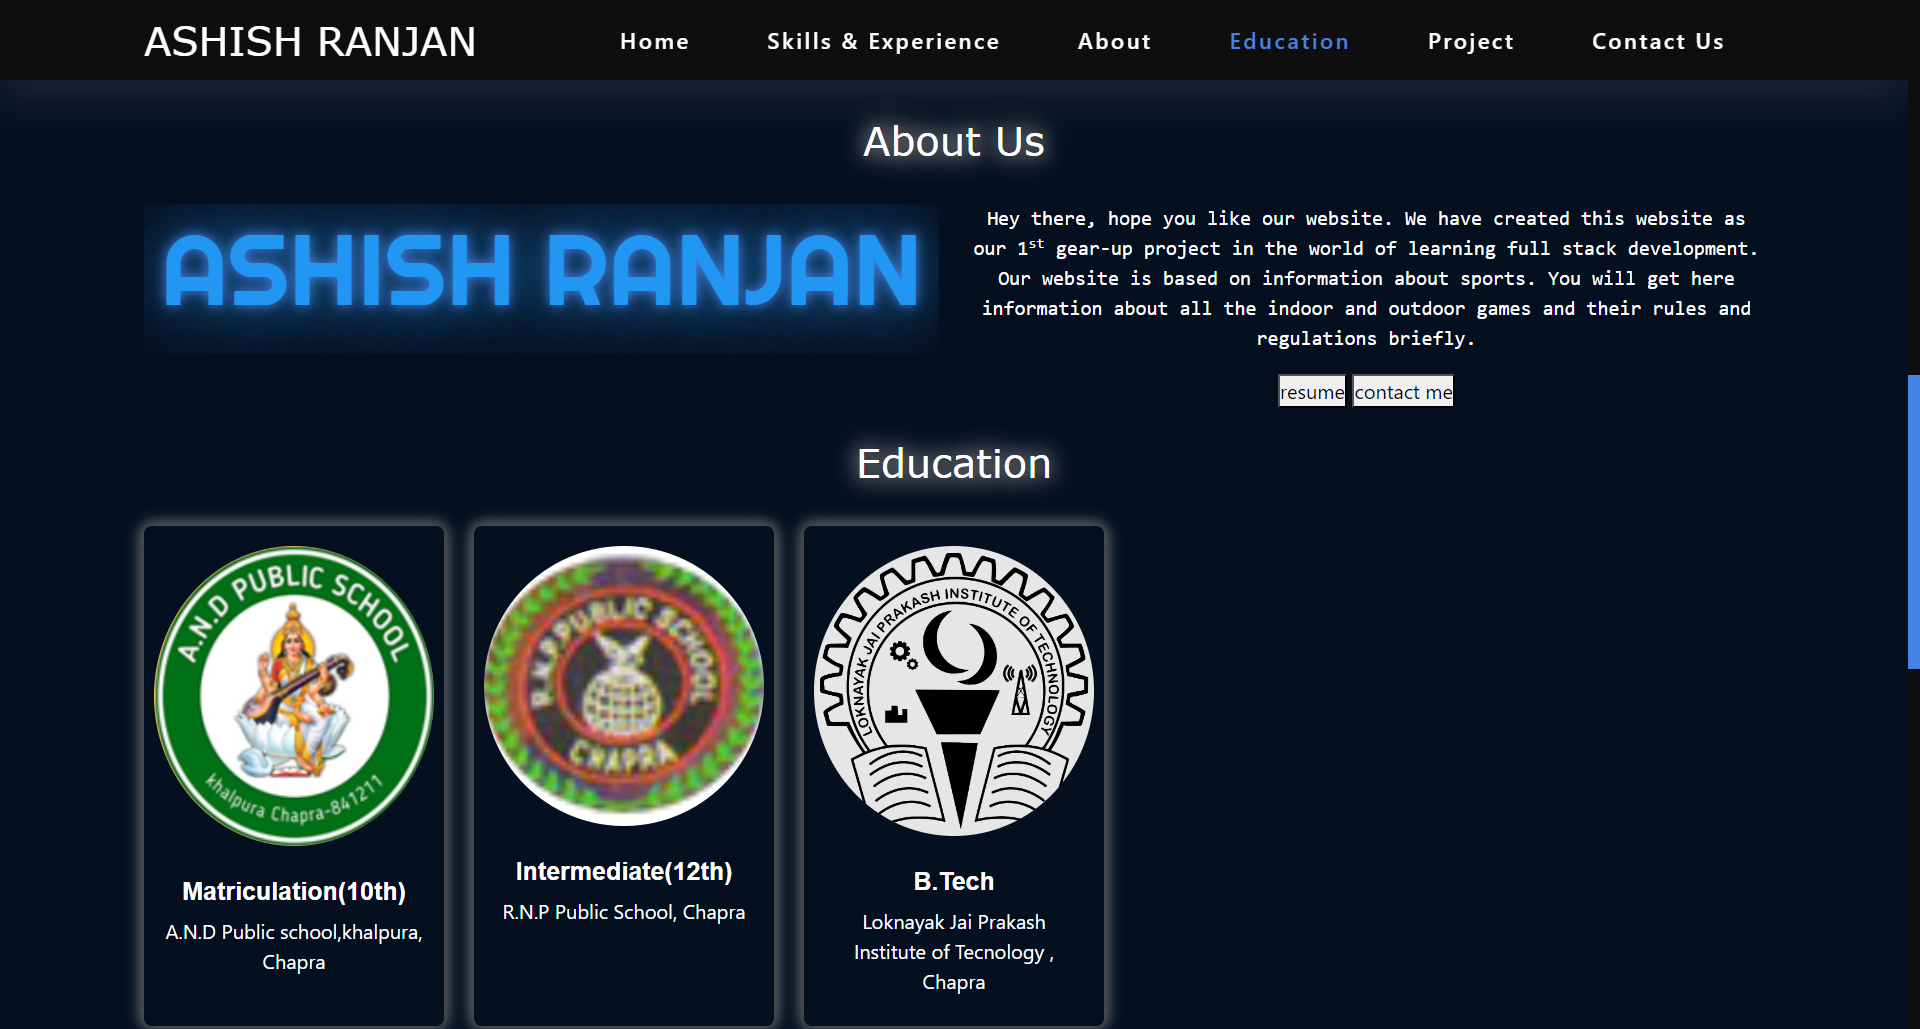 ASHISH RANJAN
Home
Skills & Experience
About
Education
Project
Contact Us
About Us
ASHISH RANJAN
Hey there, hope you like our website. We have created this website as
our 1st gear-up project in the world of learning full stack development.
Our website is based on information about sports. You will get here
information about all the indoor and outdoor games and their rules and
regulations briefly.
resume
contact me
Education
A.N.D PUBLIC SCHOOL
khalpura Chapra-841211
Matriculation(10th)
A.N.D Public school,khalpura,
Chapra
R.N.P.PUBLIC SCHOOL
CHAPRA
Intermediate(12th)
R.N.P Public School, Chapra
LOKNAYAK JAI PRAKASH INSTITUTE OF TECHNOLOGY
B.Tech
Loknayak Jai Prakash
Institute of Tecnology ,
Chapra